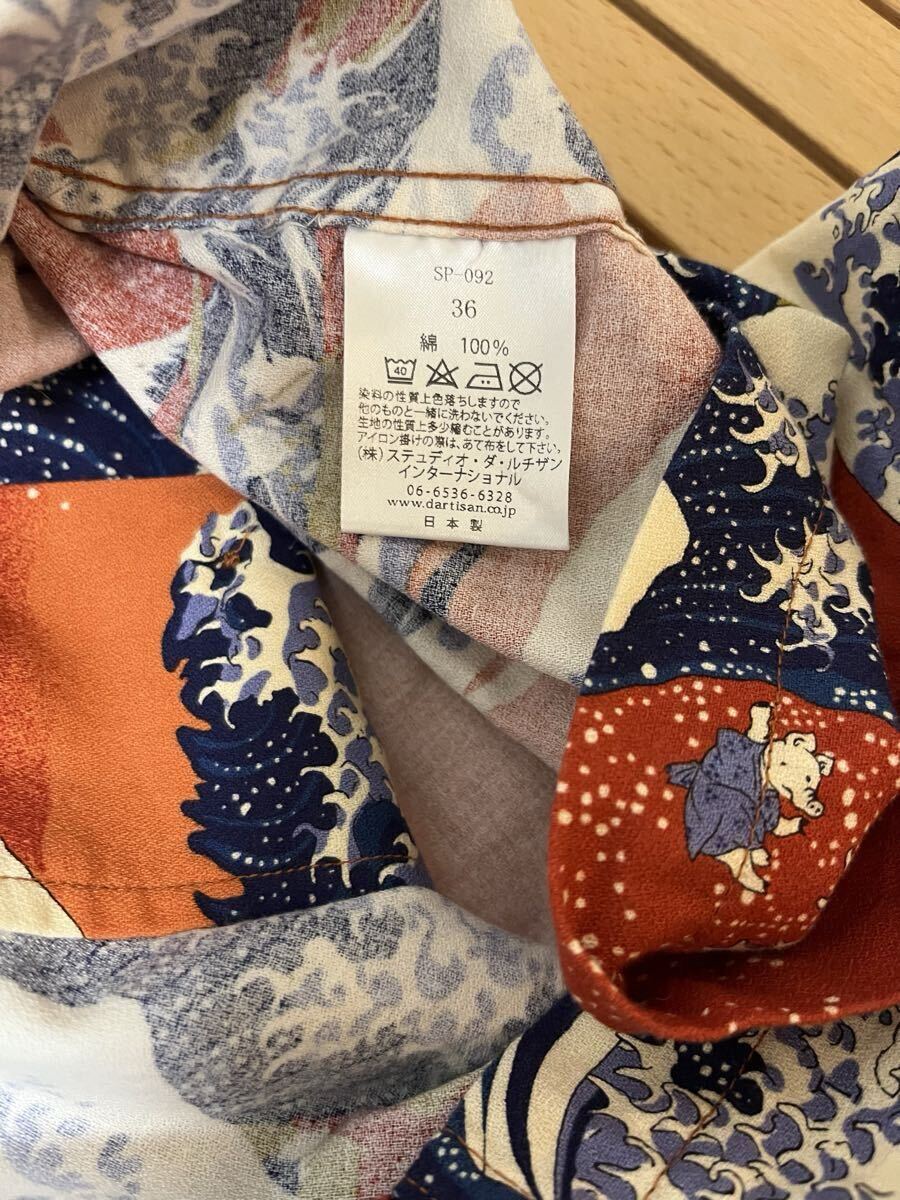 SP-092
36
綿 100%
40
染料の性質上色落ちしますので
他のものと一緒に洗わないでください。
生地の性質上多少縮むことがあります。
アイロン掛けの際は、あて布をして下さい。
(株)ステュディオ・ダ・ルチザン
インターナショナル
06-6536-6328
www.dartisan.co.jp
日本製